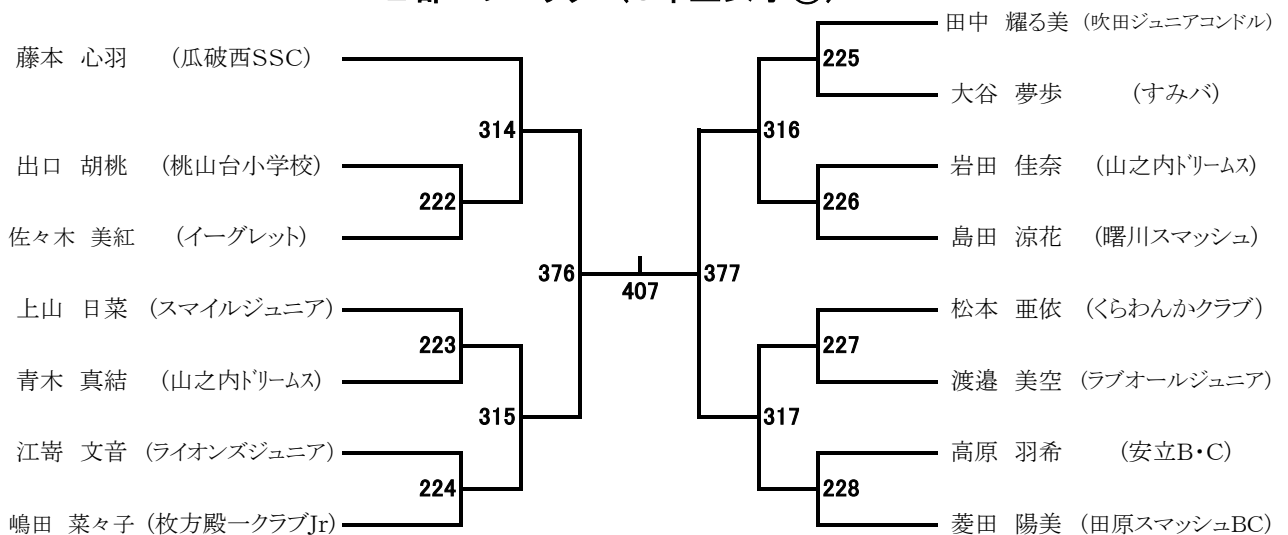 藤本 心羽 (瓜破西SSC)
314
出口 胡桃 (桃山台小学校)
222
佐々木 美紅 (イーグレット)
376
上山 日菜 (スマイルジュニア)
223
青木 真結 (山之内ドリームス)
315
江嵜 文音 (ライオンズジュニア)
224
嶋田 菜々子 (枚方殿一クラブJr)
407
田中 耀る美 (吹田ジュニアコンドル)
225
大谷 夢歩 (すみバ)
316
岩田 佳奈 (山之内ドリームス)
226
島田 涼花 (曙川スマッシュ)
377
松本 亜依 (くらわんかクラブ)
227
渡邉 美空 (ラブオールジュニア)
317
高原 羽希 (安立B・C)
228
菱田 陽美 (田原スマッシュBC)